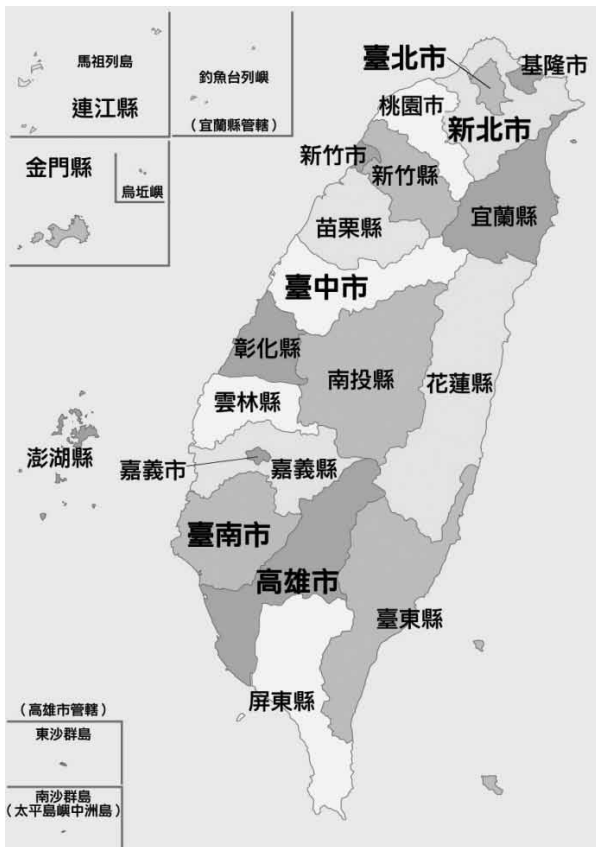 馬祖列島
連江縣
釣魚台列嶼
(宜蘭縣管轄)
金門縣
烏坵嶼
臺北市
基隆市
桃園市
新北市
新竹市
新竹縣
宜蘭縣
苗栗縣
臺中市
彰化縣
南投縣
花蓮縣
雲林縣
澎湖縣
嘉義市
嘉義縣
臺南市
高雄市
臺東縣
屏東縣
(高雄市管轄)
東沙群島
南沙群島
(太平島嶼中洲島)